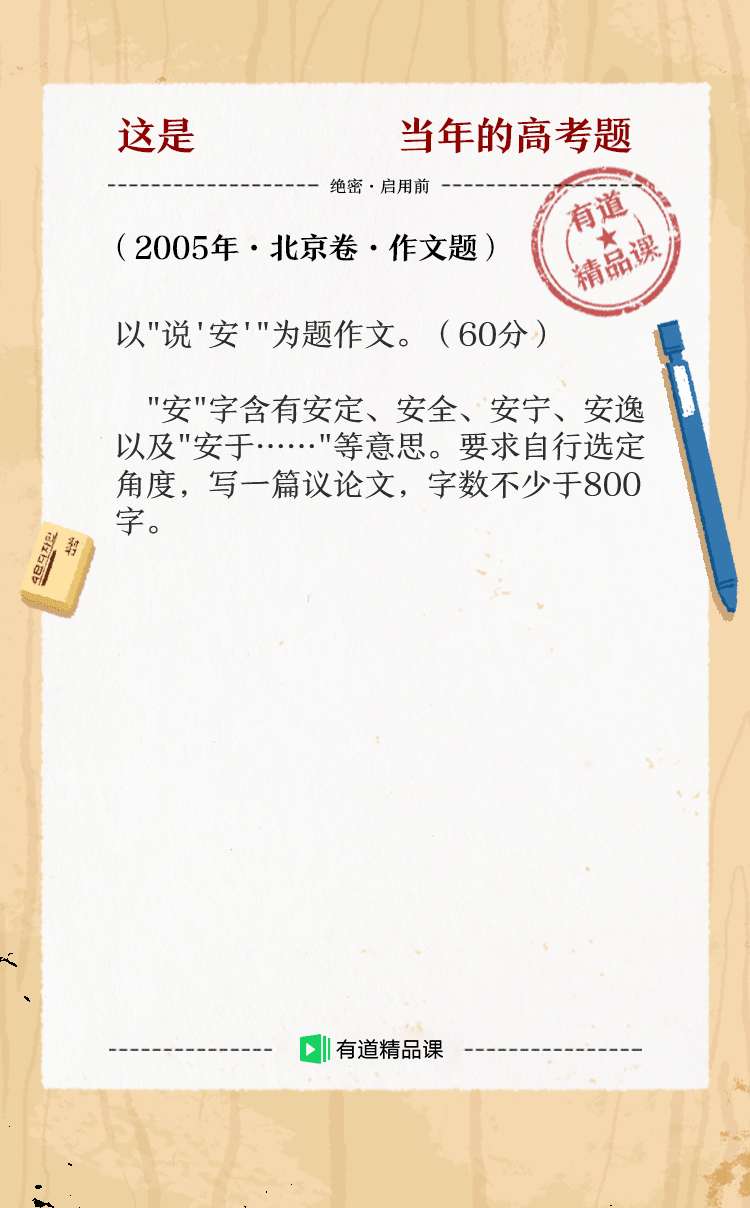 这是 当年的高考题
绝密·启用前
有道
精品课
（2005年·北京卷·作文题）
以"说'安'"为题作文。（60分）
"安"字含有安定、安全、安宁、安逸
以及"安于……"等意思。要求自行选定
角度，写一篇议论文，字数不少于800
字。
有道精品课